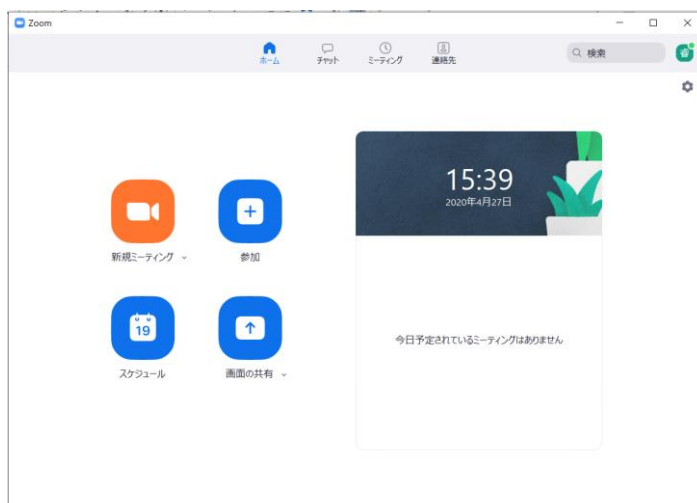 Zoom
ホーム
チャット
ミーティング
連絡先
検索
15:39
2020年4月27日
新規ミーティング
参加
19
スケジュール
画面の共有
今日予定されているミーティングはありません